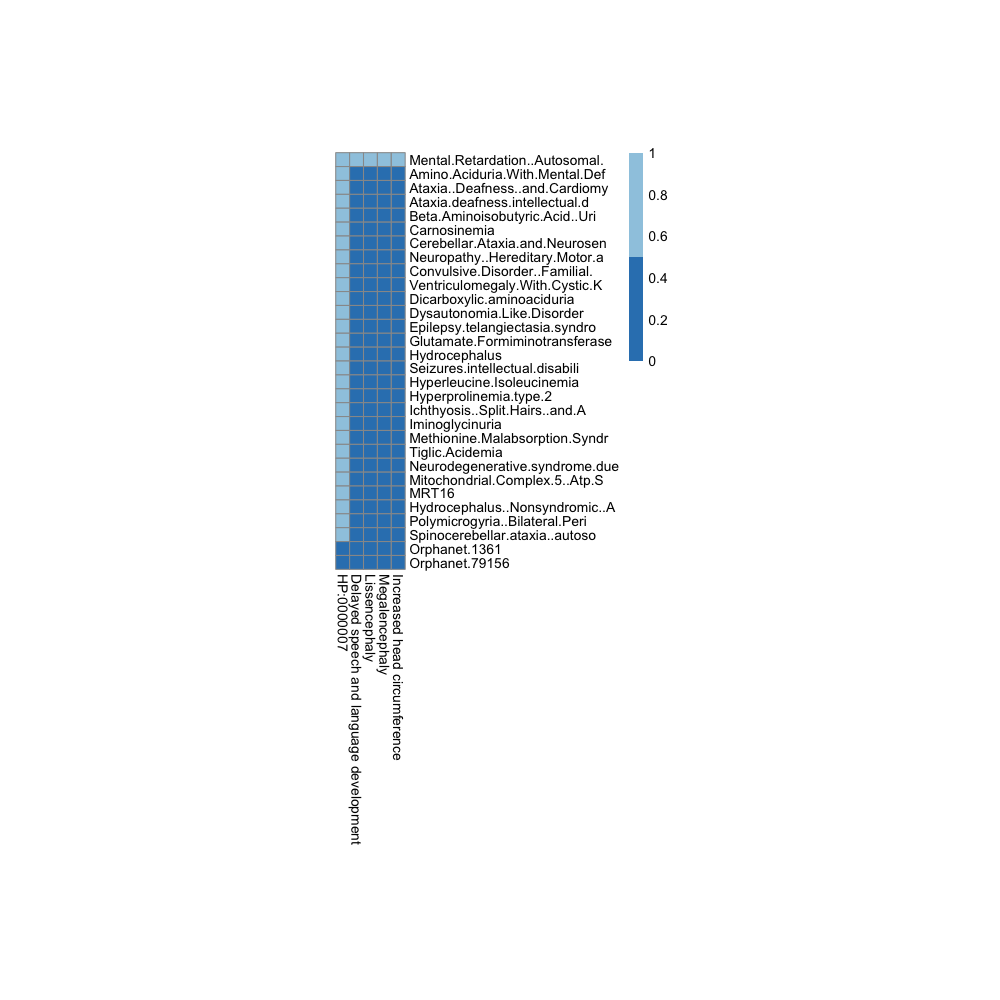 Mental.Retardation..Autosomal.
Amino.Aciduria.With.Mental.Def
Ataxia..Deafness..and.Cardiomy
Ataxia.deafness.intellectual.d
Beta.Aminoisobutyric.Acid..Uri
Carnosinemia
Cerebellar.Ataxia.and.Neurosen
Neuropathy..Hereditary.Motor.a
Convulsive.Disorder..Familial.
Ventriculomegaly.With.Cystic.K
Dicarboxylic.aminoaciduria
Dysautonomia.Like.Disorder
Epilepsy.telangiectasia.syndro
Glutamate.Formiminotransferase
Hydrocephalus
Seizures.intellectual.disabili
Hyperleucine.Isoleucinemia
Hyperprolinemia.type.2
Ichthyosis..Split.Hairs..and.A
Iminoglycinuria
Methionine.Malabsorption.Syndr
Tiglic.Acidemia
Neurodegenerative.syndrome.due
Mitochondrial.Complex.5..Atp.S
MRT16
Hydrocephalus..Nonsyndromic..A
Polymicrogyria..Bilateral.Peri
Spinocerebellar.ataxia..autoso
Orphanet.1361
Orphanet.79156
1
0.8
0.6
0.4
0.2
0
HP:0000007
Delayed speech and language development
Lissencephaly
Megalencephaly
Increased head circumference